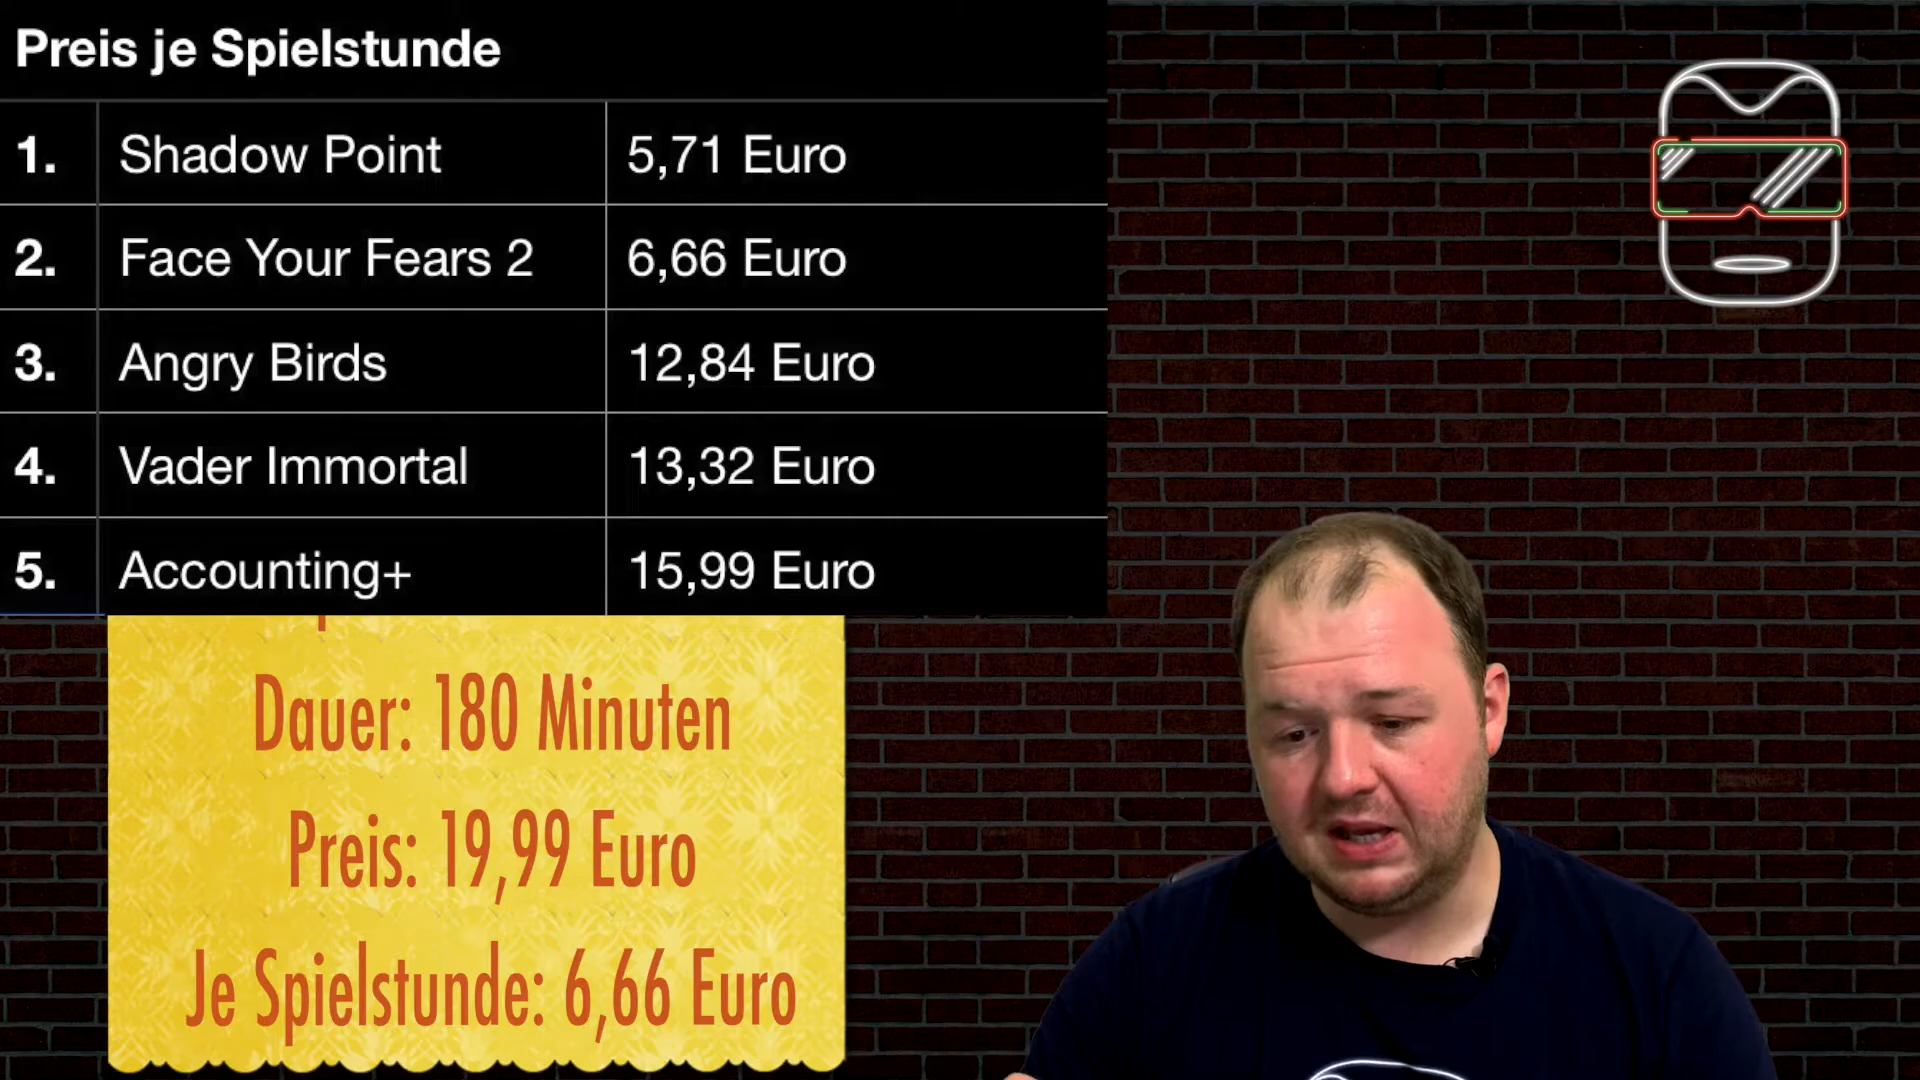 Preis je Spielstunde
1. Shadow Point 5,71 Euro
2. Face Your Fears 2 6,66 Euro
3. Angry Birds 12,84 Euro
4. Vader Immortal 13,32 Euro
5. Accounting+ 15,99 Euro
Dauer: 180 Minuten
Preis: 19,99 Euro
Je Spielstunde: 6,66 Euro